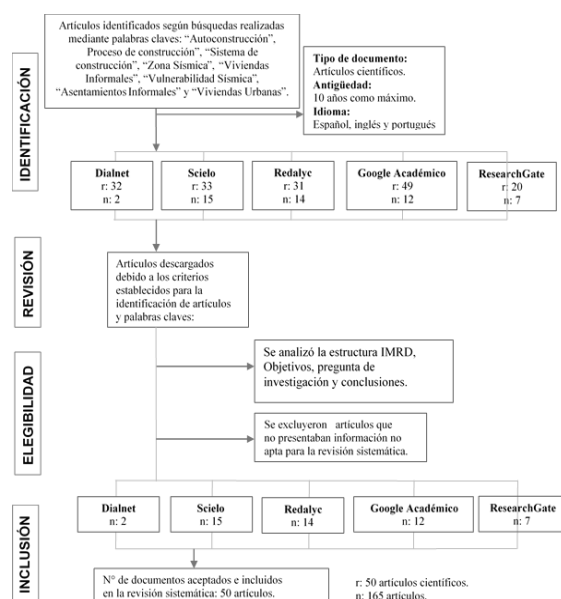 Artículos identificados según búsquedas realizadas
mediante palabras claves: “Autoconstrucción”,
Proceso de construcción”, “Sistema de
construcción”, “Zona Sísmica”, “Viviendas
Informales”, “Vulnerabilidad Sísmica”,
“Asentamientos Informales” y “Viviendas Urbanas”.
Tipo de documento:
Artículos científicos.
Antigüedad:
10 años como máximo.
Idioma:
Español, inglés y portugués
IDENTIFICACIÓN
Dialnet
r: 32
n: 2
Scielo
r: 33
n: 15
Redalyc
r: 31
n: 14
Google Académico
r: 49
n: 12
ResearchGate
r: 20
n: 7
REVISIÓN
Artículos descargados
debido a los criterios
establecidos para la
identificación de artículos
y palabras claves:
ELEGIBILIDAD
Se analizó la estructura IMRD,
Objetivos, pregunta de
investigación y conclusiones.
Se excluyeron artículos que
no presentaban información no
apta para la revisión sistemática.
INCLUSIÓN
Dialnet
n: 2
Scielo
n: 15
Redalyc
n: 14
Google Académico
n: 12
ResearchGate
n: 7
N° de documentos aceptados e incluidos
en la revisión sistemática: 50 artículos.
r: 50 artículos científicos.
n: 165 artículos.